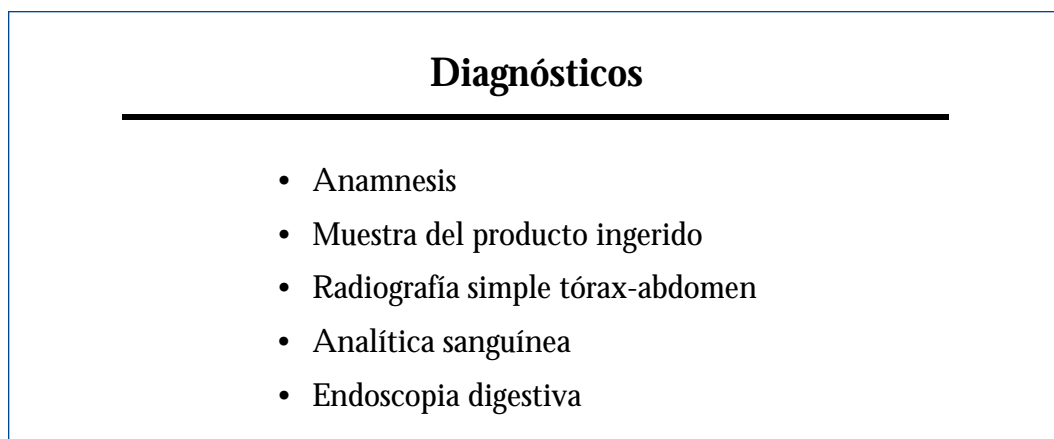 Diagnósticos
• Anamnesis
• Muestra del producto ingerido
• Radiografía simple tórax-abdomen
• Analítica sanguínea
• Endoscopia digestiva